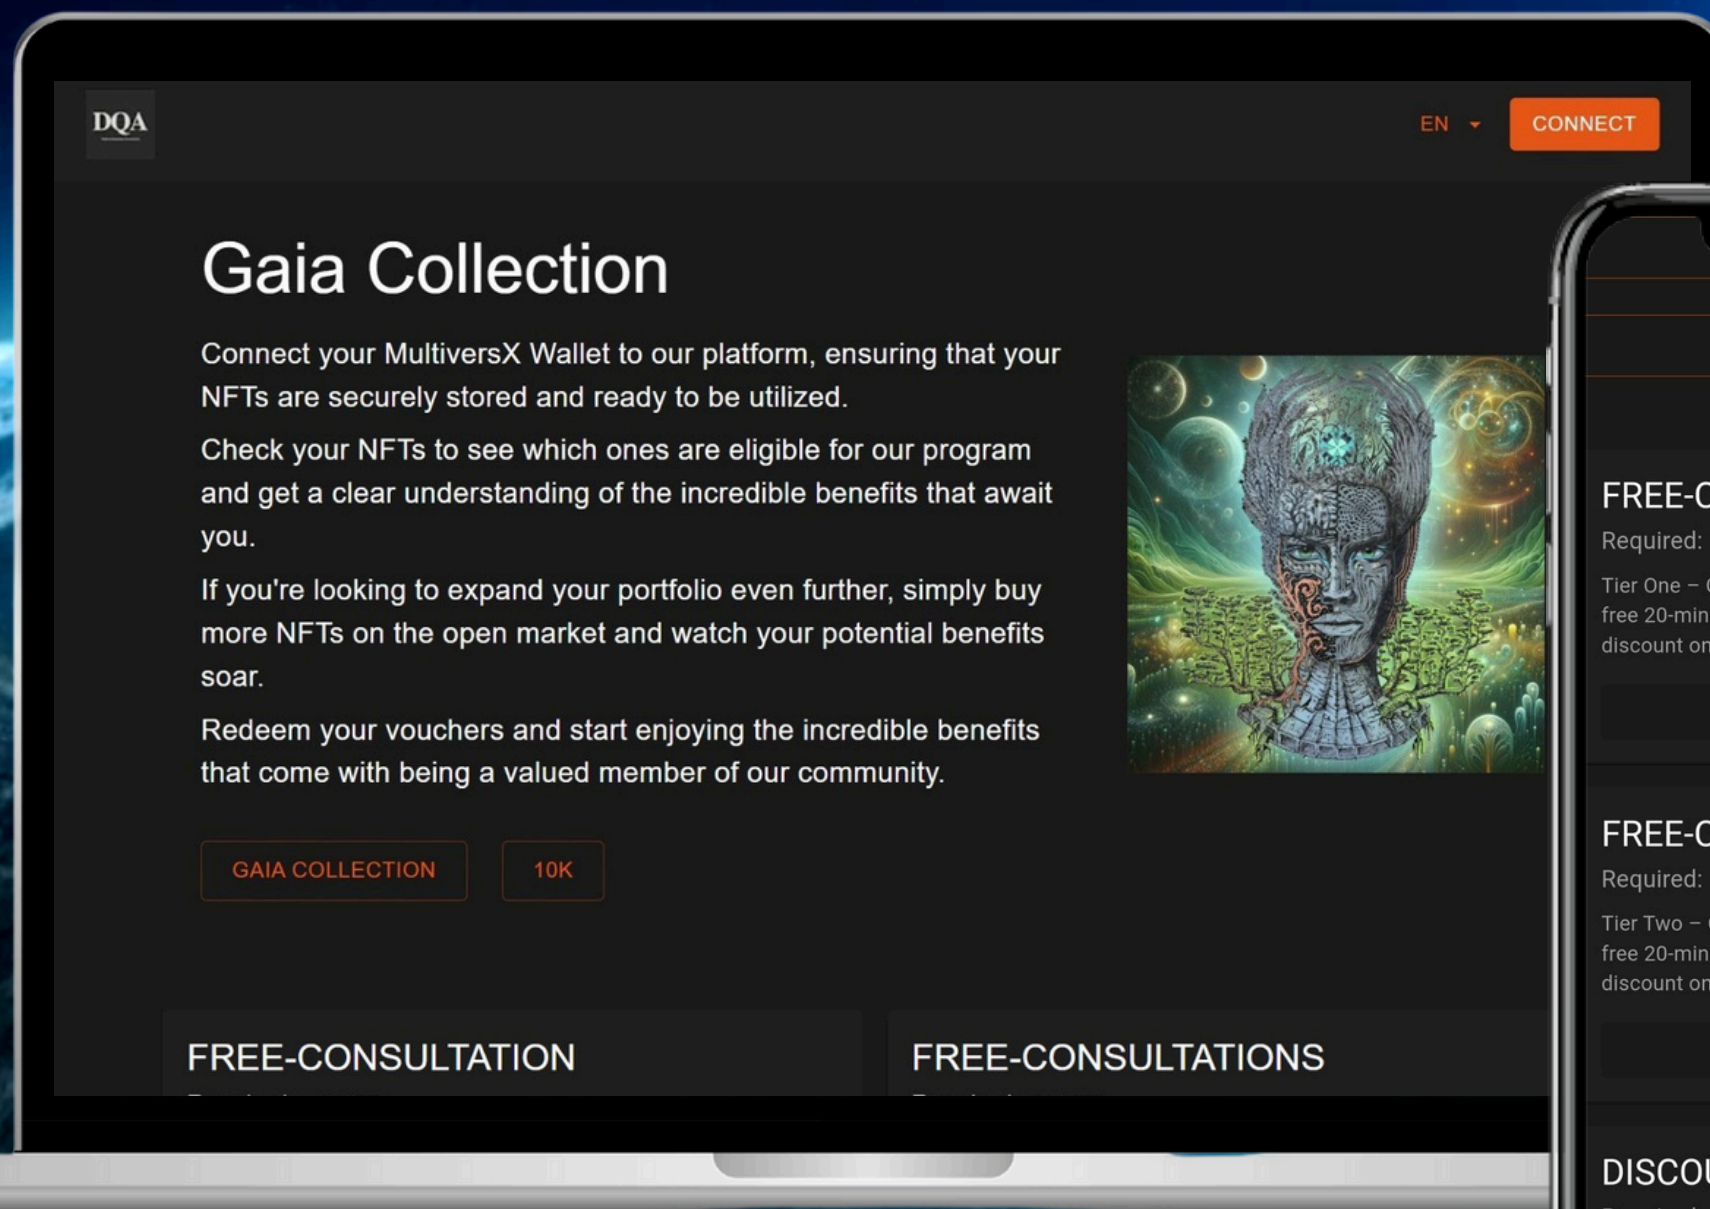 DQA
EN
CONNECT
Gaia Collection
Connect your MultiversX Wallet to our platform, ensuring that your
NFTs are securely stored and ready to be utilized.
Check your NFTs to see which ones are eligible for our program
and get a clear understanding of the incredible benefits that await
you.
If you're looking to expand your portfolio even further, simply buy
more NFTs on the open market and watch your potential benefits
soar.
Redeem your vouchers and start enjoying the incredible benefits
that come with being a valued member of our community.
GAIA COLLECTION
10K
FREE-CONSULTATION
FREE-CONSULTATIONS
FREE-C
Required:
Tier One –
free 20-min
discount on
FREE-C
Required:
Tier Two –
free 20-min
discount on
DISCOU